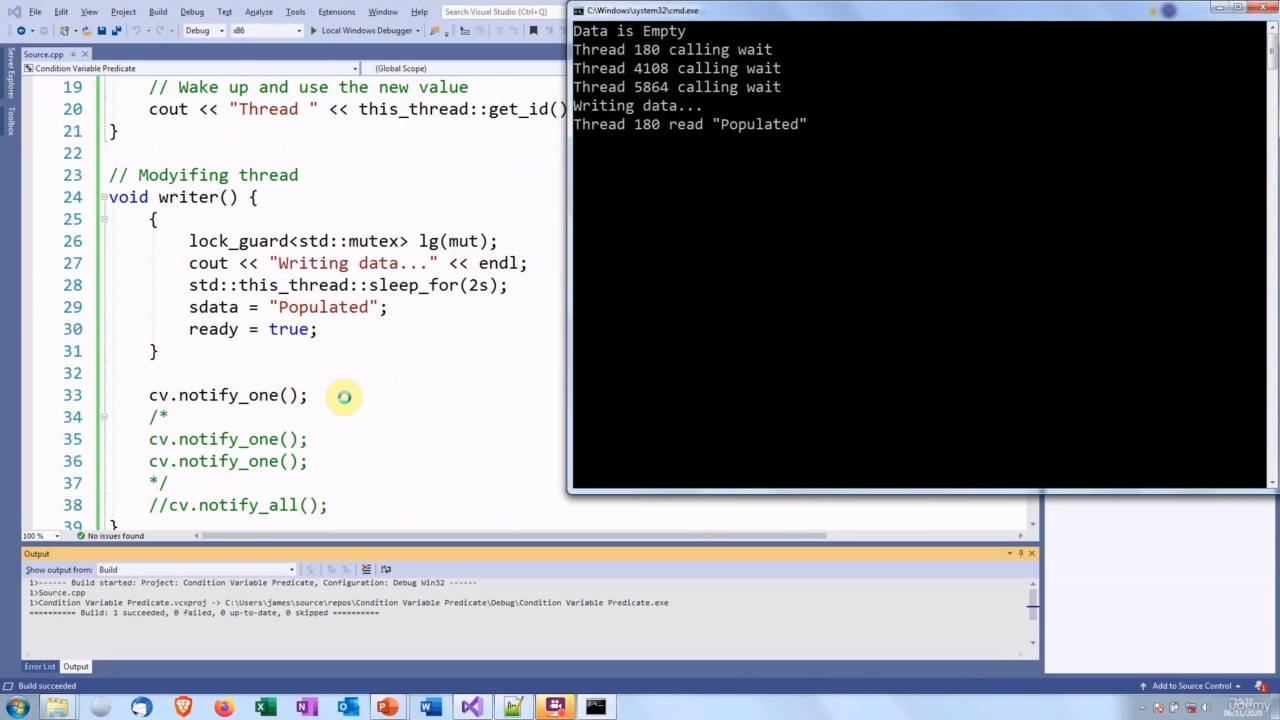 File Edit View Project Build Debug Test Analyze Tools Extensions Window Help Search Visual Studio (Ctrl+Q)
Debug x86 Local Windows Debugger
Source.cpp
Condition Variable Predicate (Global Scope)
Server Explorer
Toolbox
19 // Wake up and use the new value
20 cout << "Thread " << this_thread::get_id()
21 }
22
23 // Modyifing thread
24 void writer() {
25 {
26 lock_guard<std::mutex> lg(mut);
27 cout << "Writing data..." << endl;
28 std::this_thread::sleep_for(2s);
29 sdata = "Populated";
30 ready = true;
31 }
32
33 cv.notify_one();
34 /*
35 cv.notify_one();
36 cv.notify_one();
37 */
38 //cv.notify_all();
39 }
100 % No issues found
C:\Windows\system32\cmd.exe
Data is Empty
Thread 180 calling wait
Thread 4108 calling wait
Thread 5864 calling wait
Writing data...
Thread 180 read "Populated"
Output
Show output from: Build
1>------ Build started: Project: Condition Variable Predicate, Configuration: Debug Win32 ------
1>Source.cpp
1>Condition Variable Predicate.vcxproj -> C:\Users\james\source\repos\Condition Variable Predicate\Debug\Condition Variable Predicate.exe
========== Build: 1 succeeded, 0 failed, 0 up-to-date, 0 skipped ==========
Error List Output
Build succeeded
Add to Source Control
06/11/2020
udemy